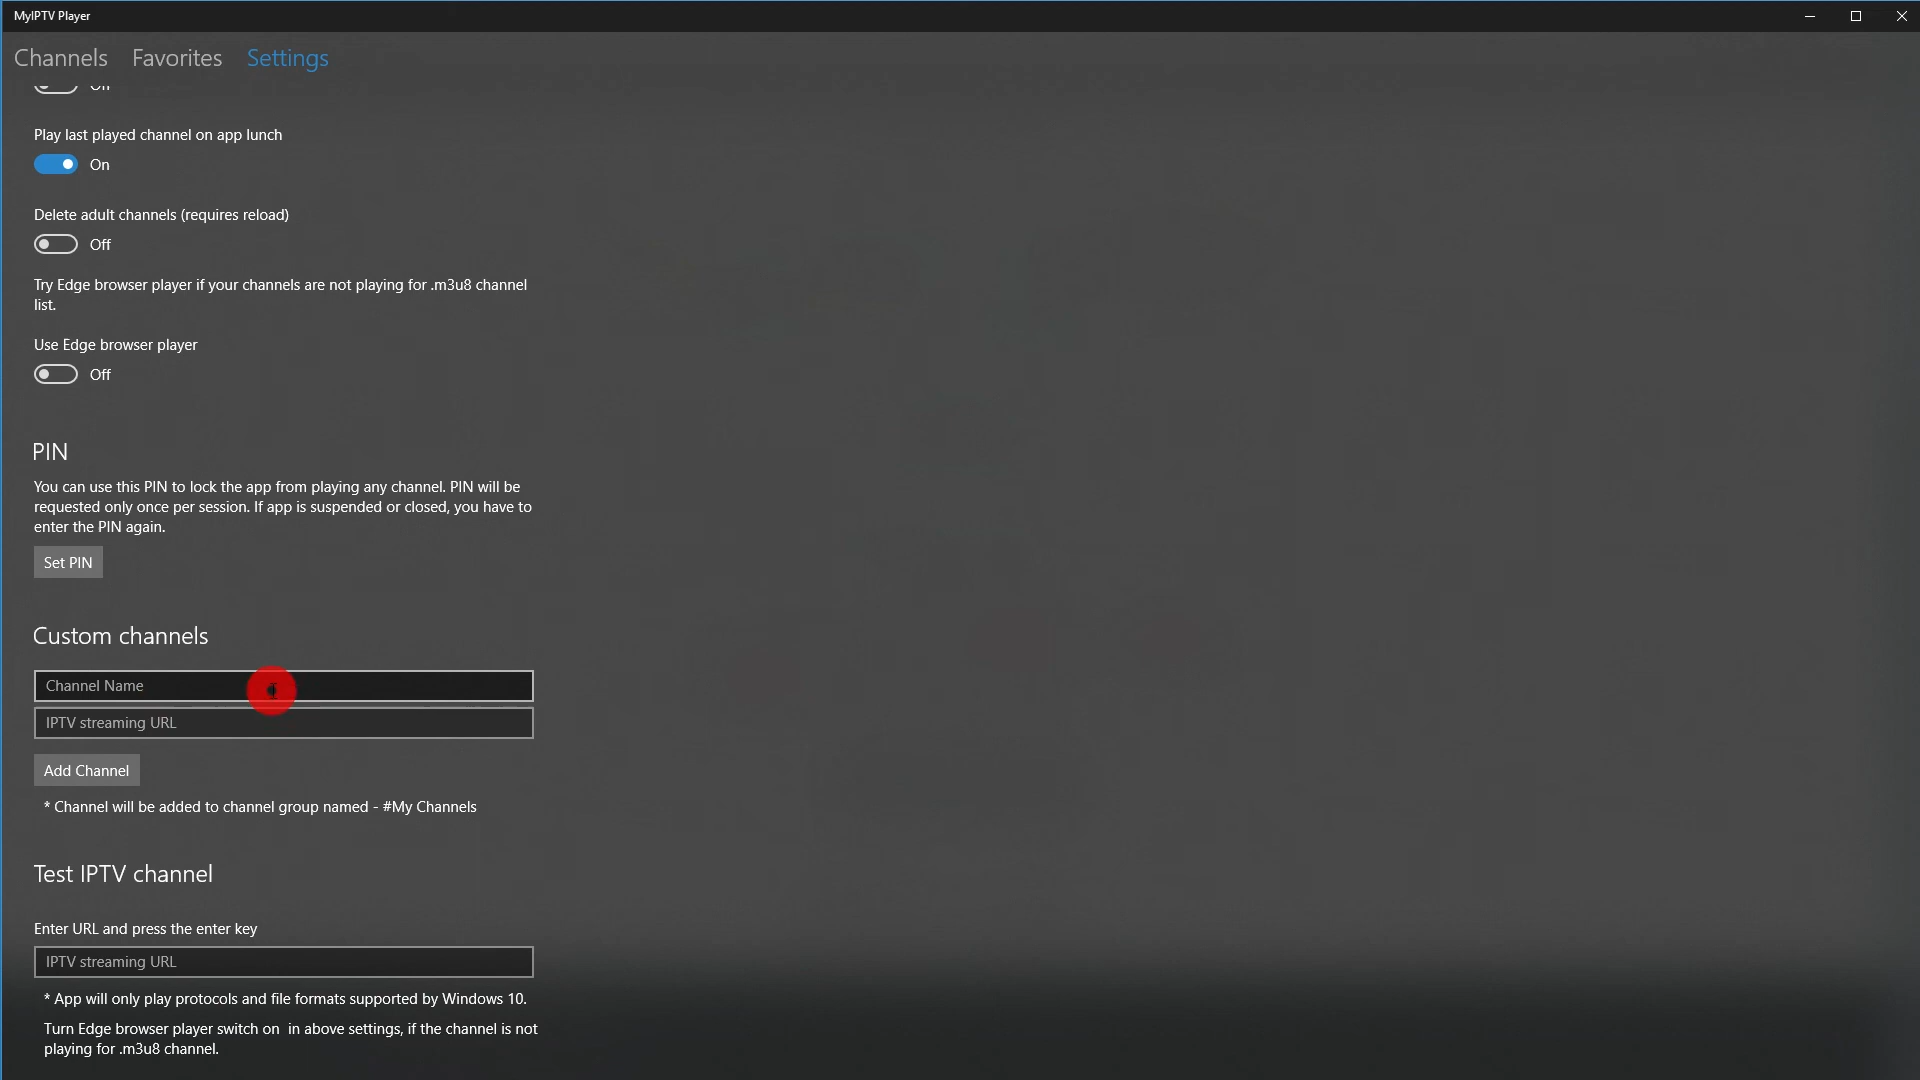 MyIPTV Player
Channels Favorites Settings
Off
Play last played channel on app lunch
On
Delete adult channels (requires reload)
Off
Try Edge browser player if your channels are not playing for .m3u8 channel
list.
Use Edge browser player
Off
PIN
You can use this PIN to lock the app from playing any channel. PIN will be
requested only once per session. If app is suspended or closed, you have to
enter the PIN again.
Set PIN
Custom channels
Channel Name
IPTV streaming URL
Add Channel
* Channel will be added to channel group named - #My Channels
Test IPTV channel
Enter URL and press the enter key
IPTV streaming URL
* App will only play protocols and file formats supported by Windows 10.
Turn Edge browser player switch on  in above settings, if the channel is not
playing for .m3u8 channel.